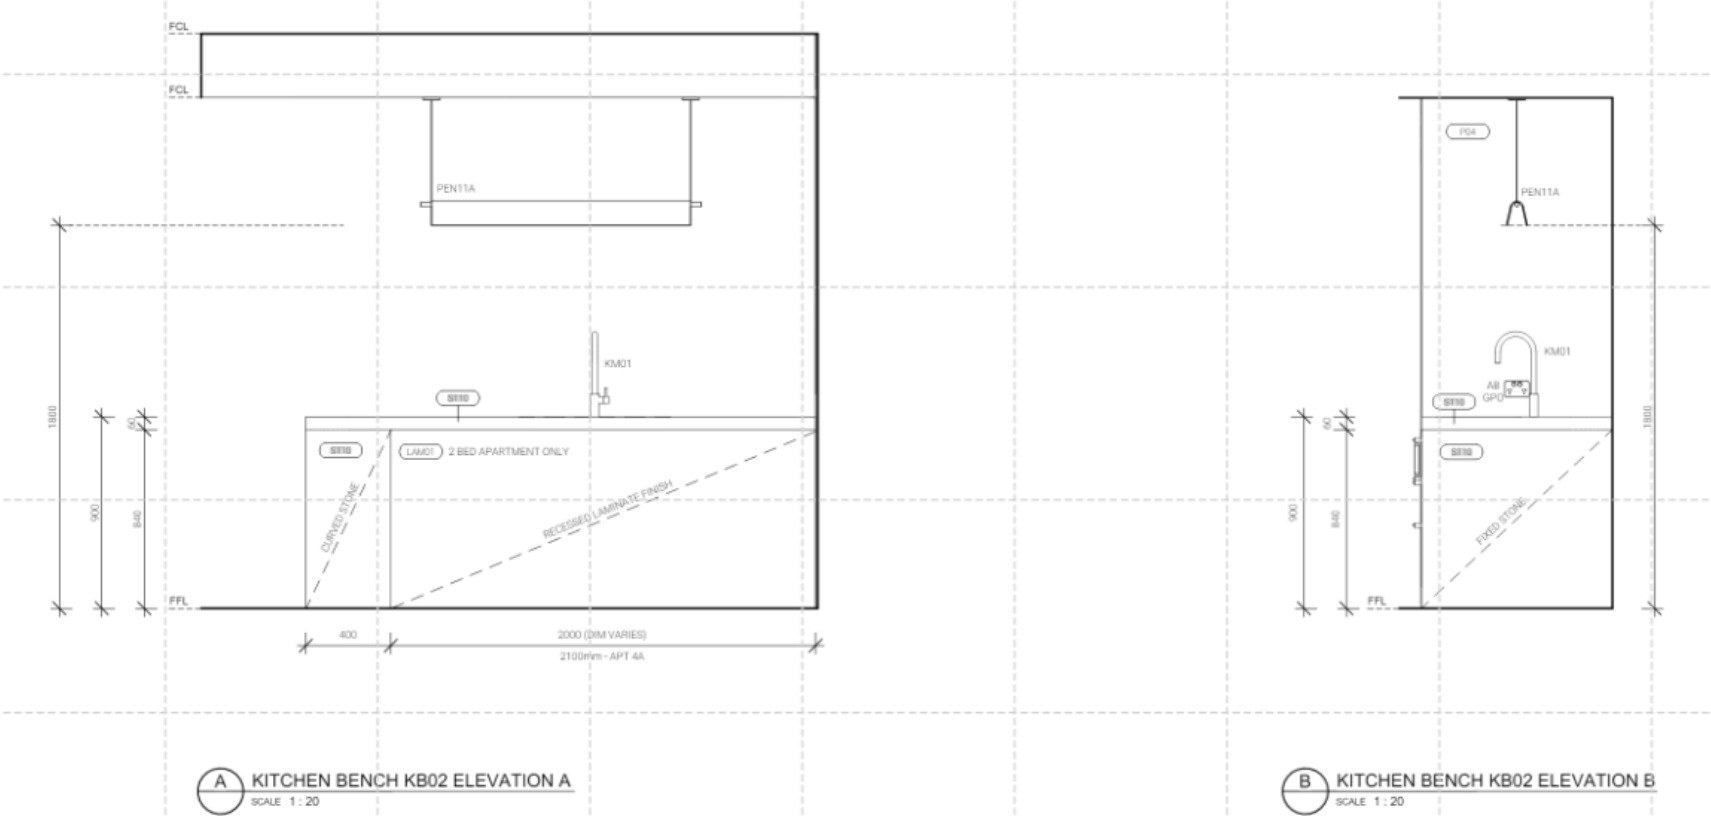 FCL
FCL
PEN11A
KM01
ST10
ST10
LAM01 2 BED APARTMENT ONLY
CURVED STONE
RECESSED LAMINATE FINISH
1800
900
60
840
FFL
400
2000 (DIM VARIES)
2100mm - APT 4A
A
KITCHEN BENCH KB02 ELEVATION A
SCALE 1 : 20
P04
PEN11A
KM01
AB
GPO
ST10
ST10
FIXED STONE
900
60
840
1800
FFL
B
KITCHEN BENCH KB02 ELEVATION B
SCALE 1 : 20